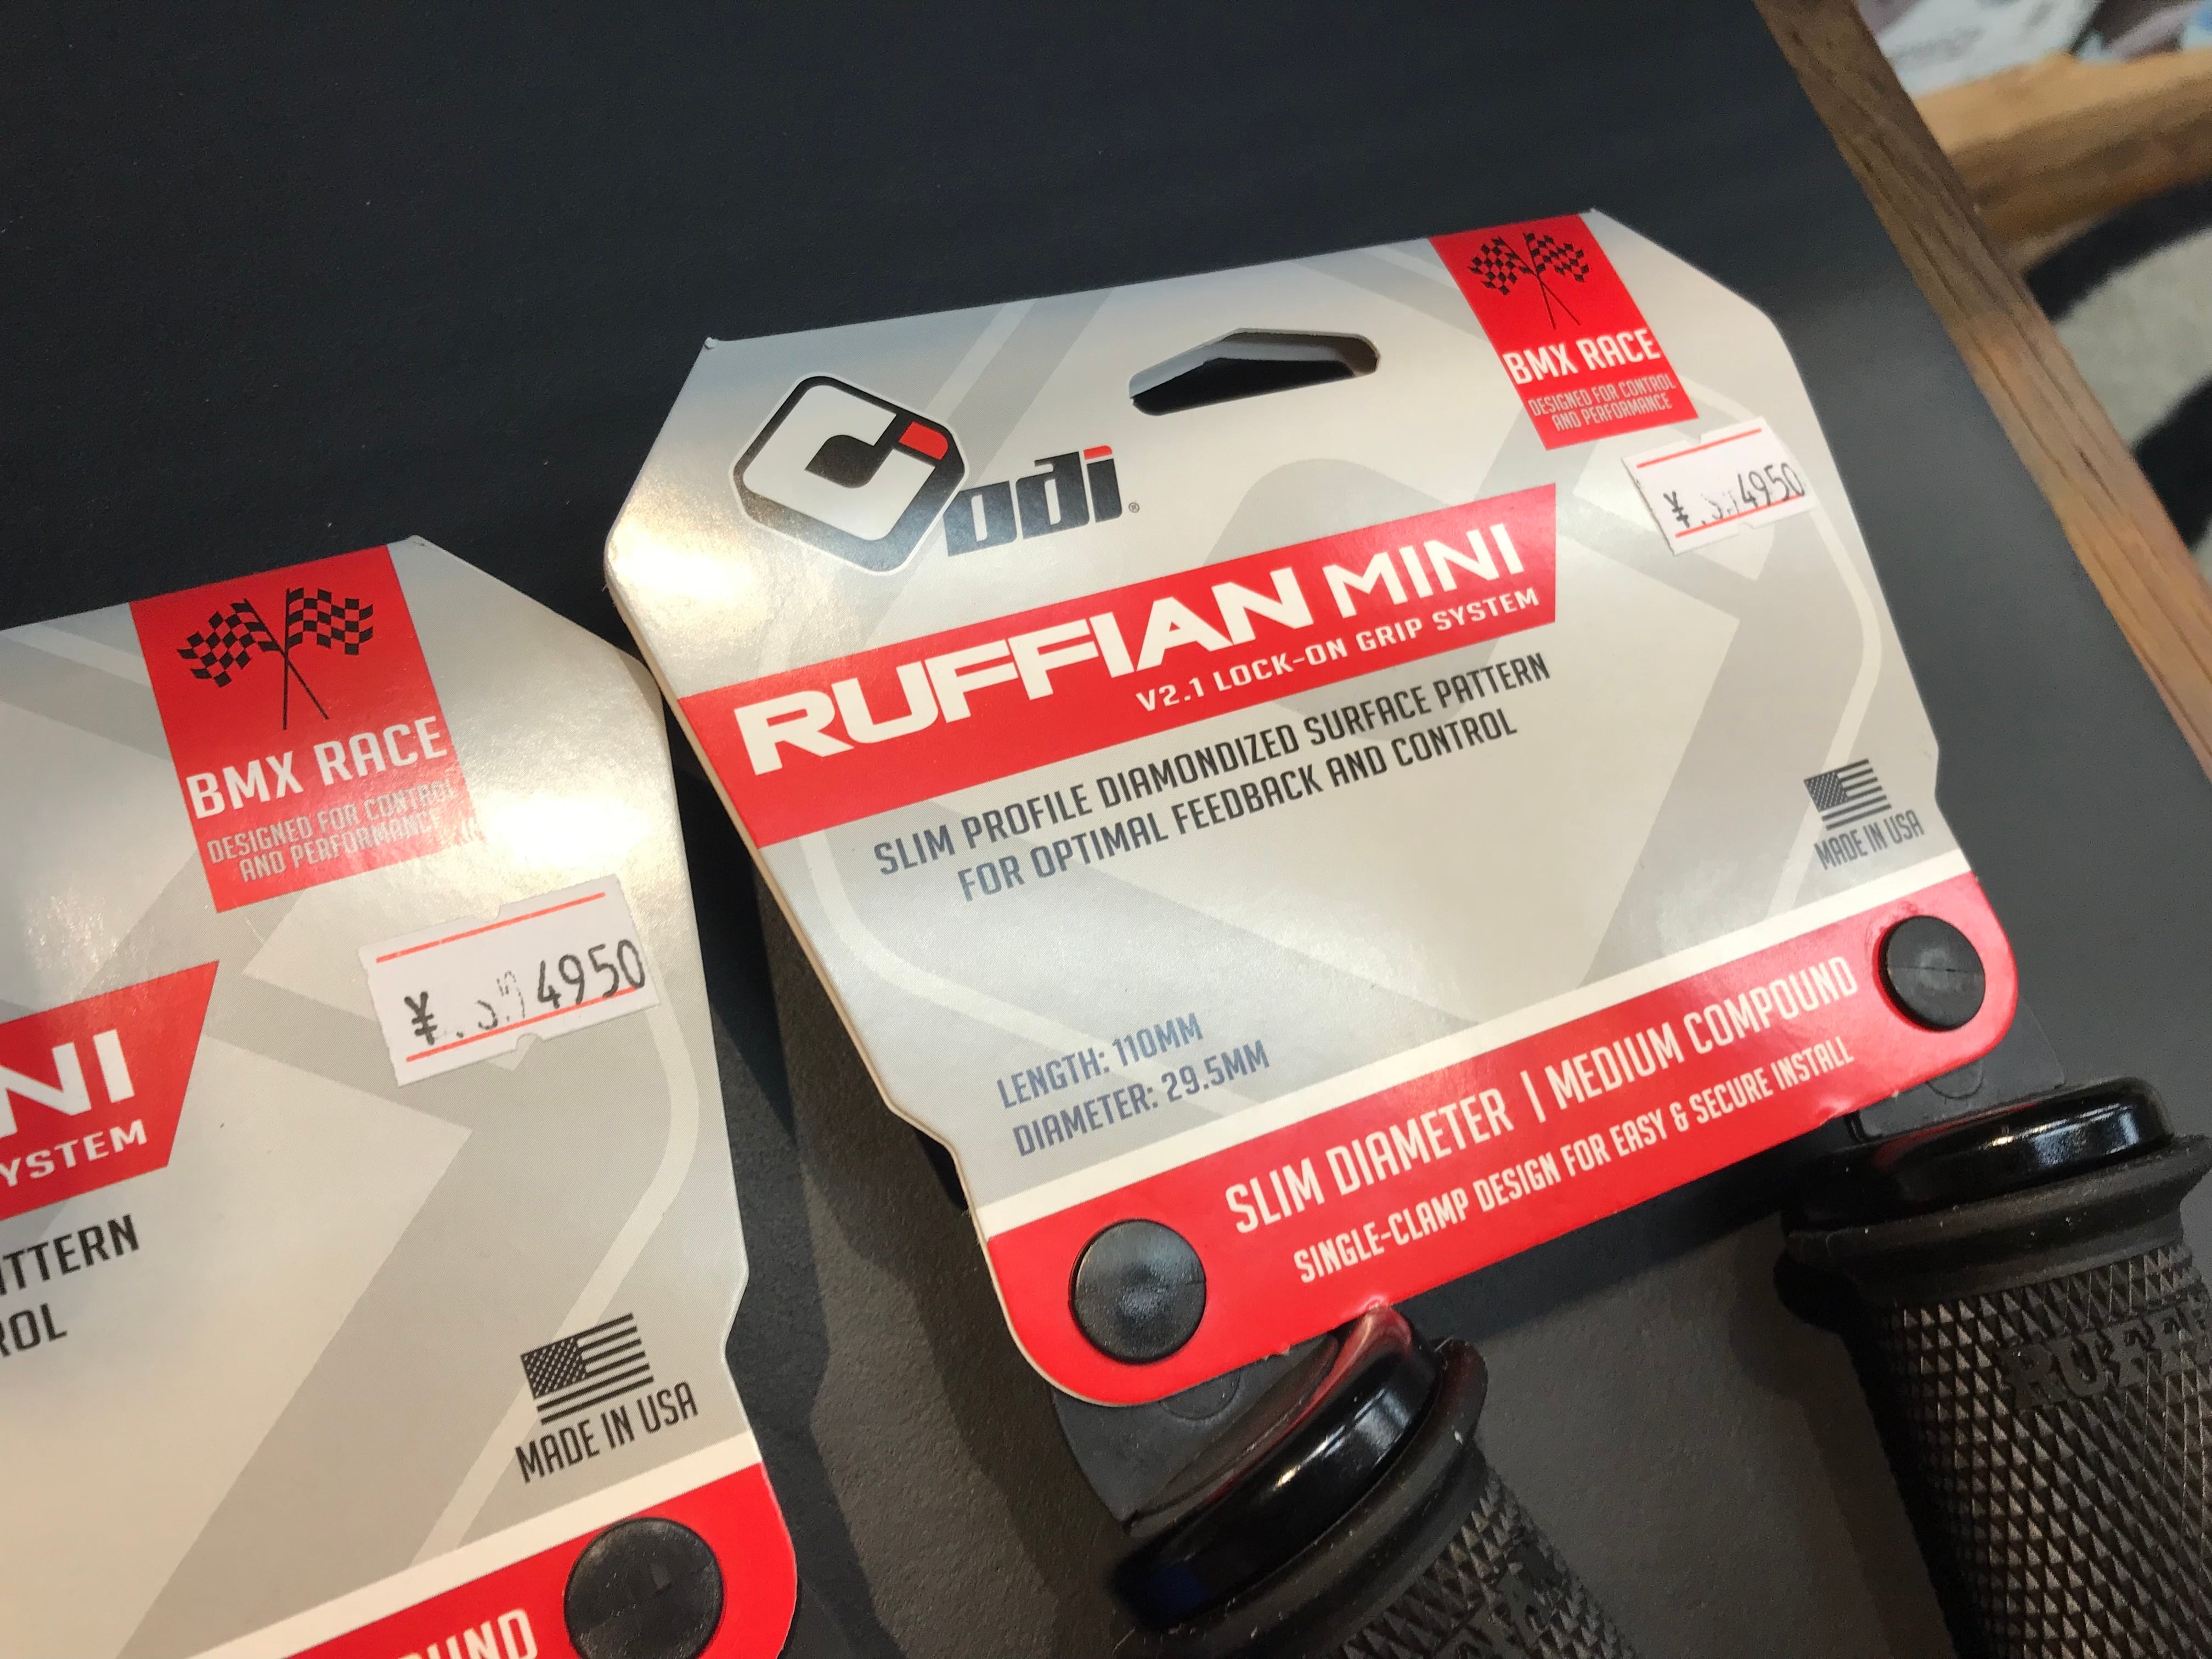 odi®
RUFFIAN MINI
V2.1 LOCK-ON GRIP SYSTEM
SLIM PROFILE DIAMONDIZED SURFACE PATTERN
FOR OPTIMAL FEEDBACK AND CONTROL
LENGTH: 110MM
DIAMETER: 29.5MM
SLIM DIAMETER | MEDIUM COMPOUND
SINGLE-CLAMP DESIGN FOR EASY & SECURE INSTALL
BMX RACE
DESIGNED FOR CONTROL
AND PERFORMANCE
¥ 4950
MADE IN USA
BMX RACE
DESIGNED FOR CONTROL
AND PERFORMANCE
¥ 4950
NI
YSTEM
TTERN
ROL
MADE IN USA
OUND